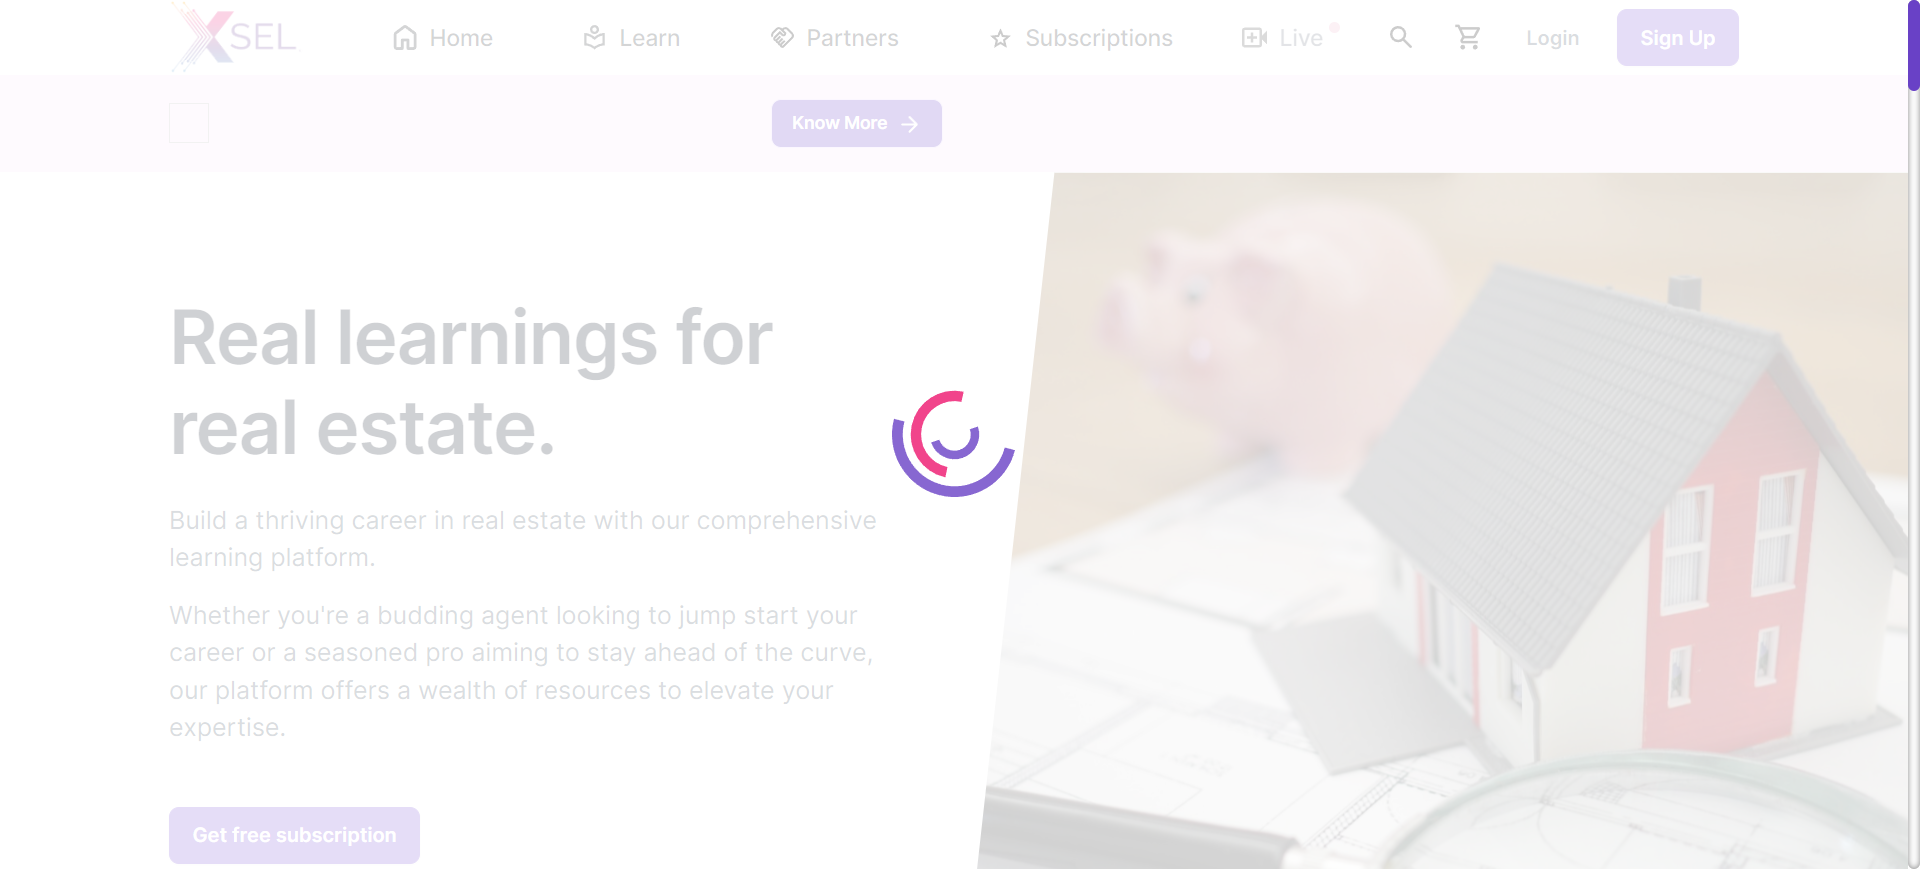 XSEL
Home
Learn
Partners
Subscriptions
Live
Login
Sign Up
Know More
Real learnings for
real estate.
Build a thriving career in real estate with our comprehensive
learning platform.
Whether you're a budding agent looking to jump start your
career or a seasoned pro aiming to stay ahead of the curve,
our platform offers a wealth of resources to elevate your
expertise.
Get free subscription